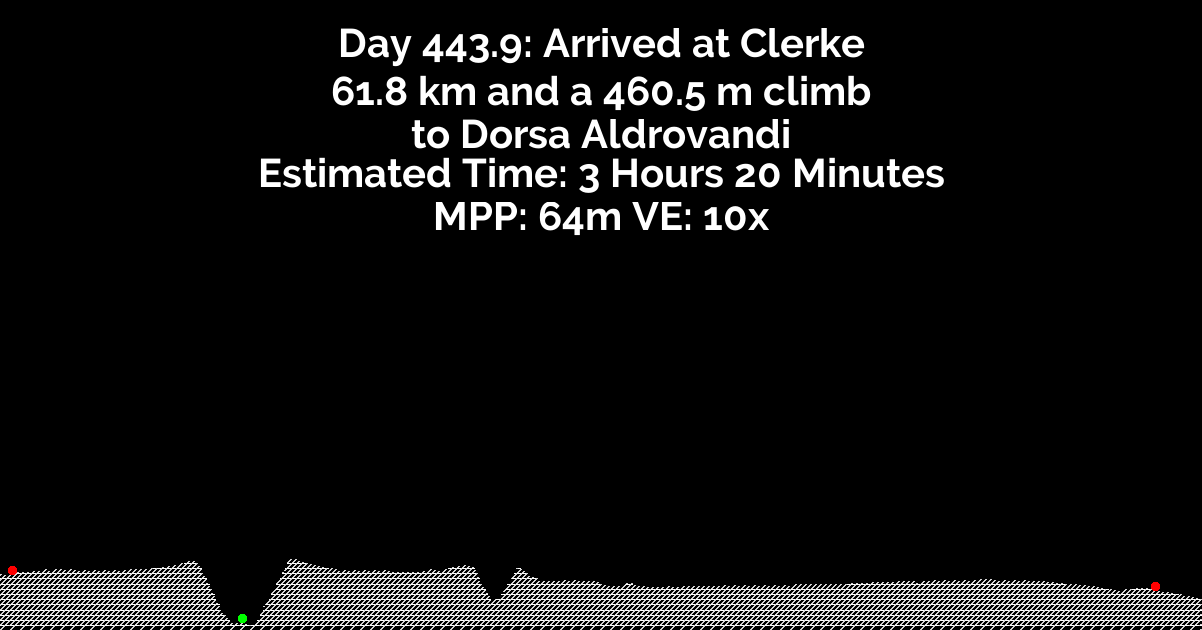 Day 443.9: Arrived at Clerke
61.8 km and a 460.5 m climb
to Dorsa Aldrovandi
Estimated Time: 3 Hours 20 Minutes
MPP: 64m VE: 10x